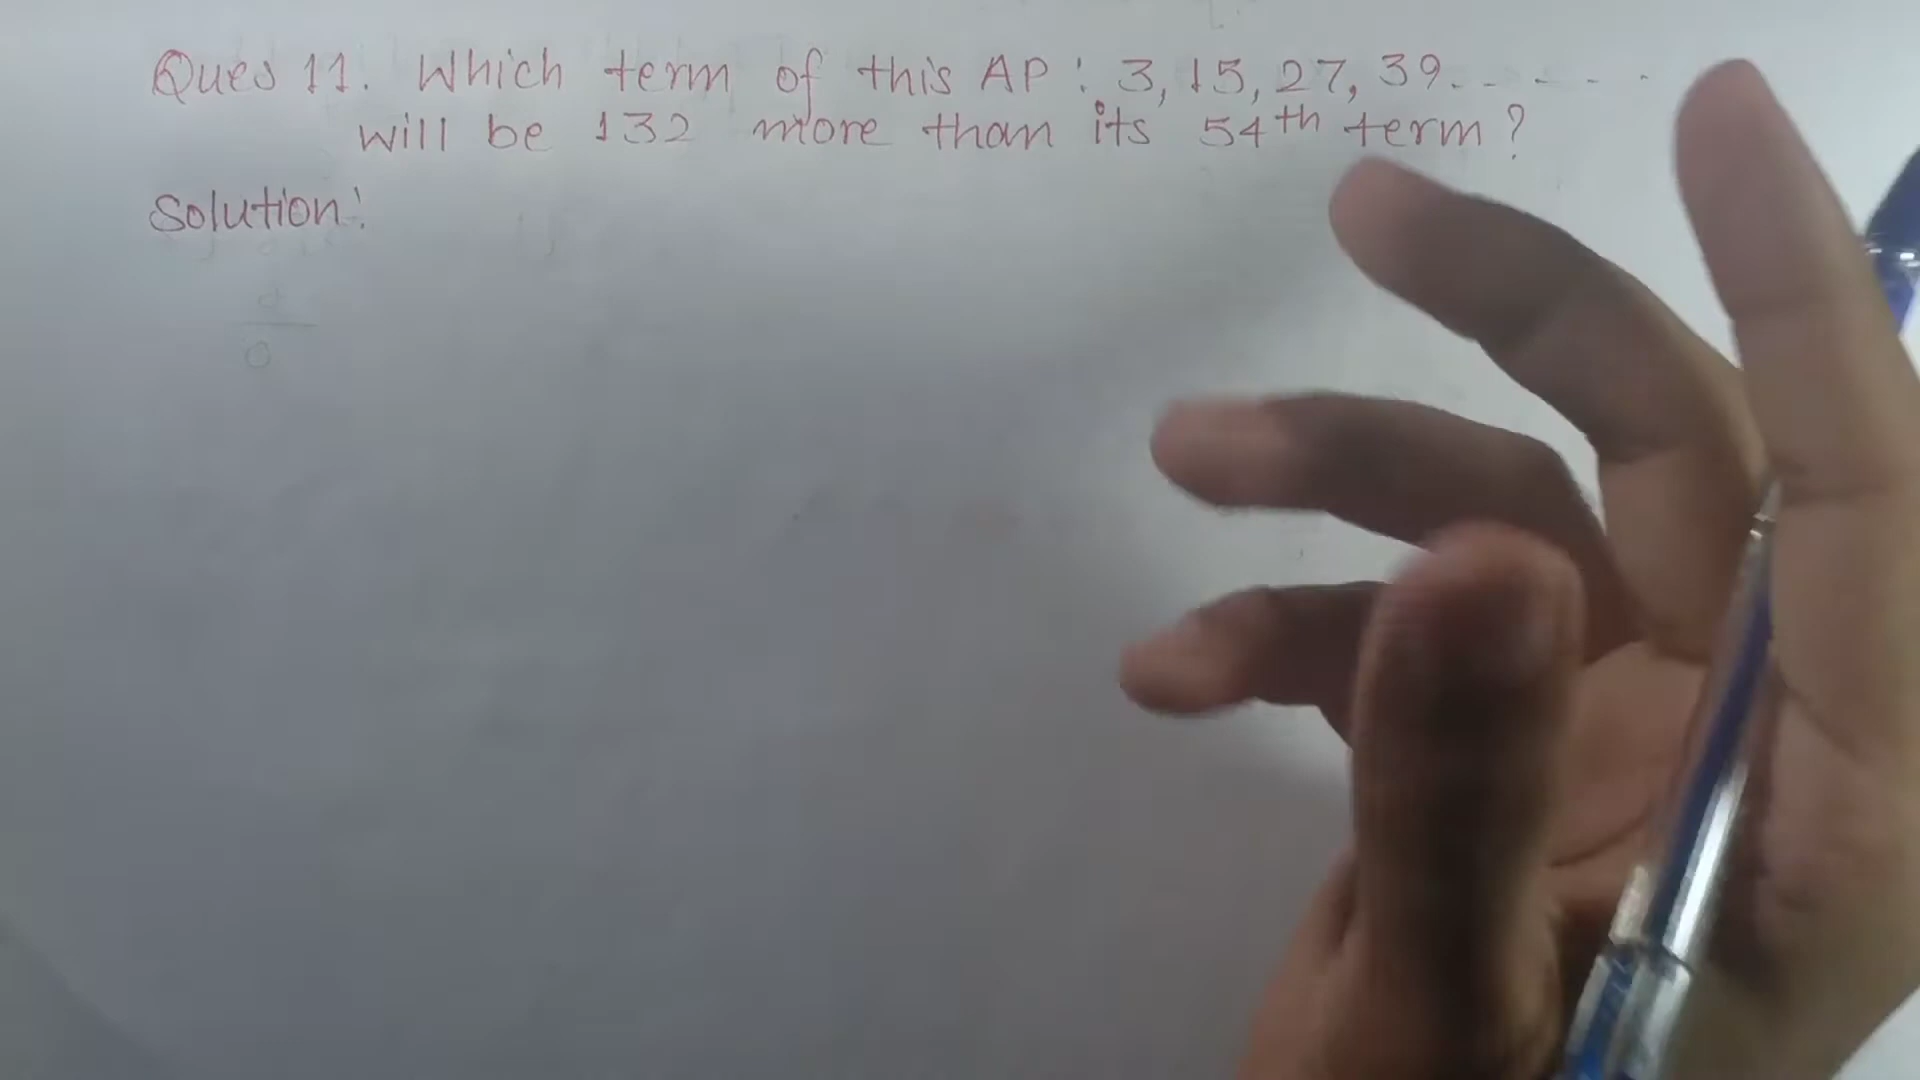 Ques 11. Which term of this AP : 3, 15, 27, 39. - - - - -
will be 132 more than its 54th term ?
Solution: